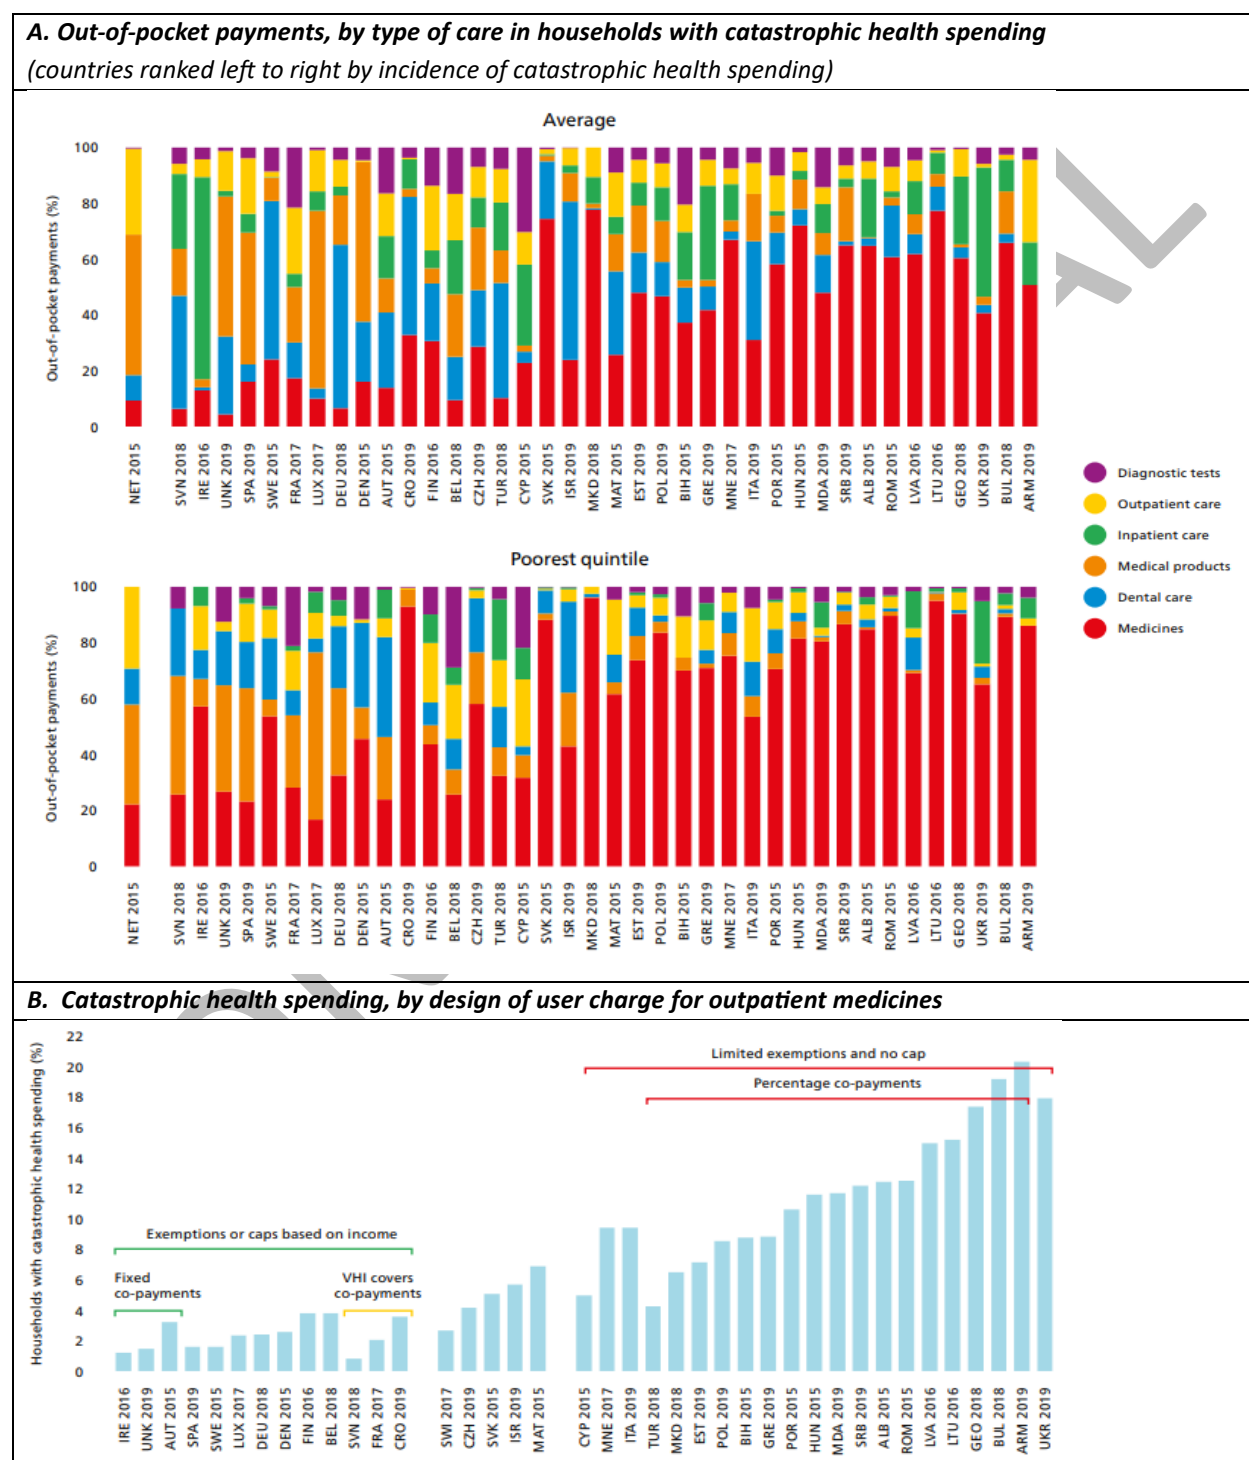 A. Out-of-pocket payments, by type of care in households with catastrophic health spending
(countries ranked left to right by incidence of catastrophic health spending)
Average
Out-of-pocket payments (%)
100
80
60
40
20
0
NET 2015 SVN 2018 IRE 2016 UNK 2019 SPA 2019 SWE 2015 FRA 2017 LUX 2017 DEU 2018 DEN 2015 AUT 2015 CRO 2019 FIN 2016 BEL 2018 CZH 2019 TUR 2018 CYP 2015 SVK 2015 ISR 2019 MKD 2018 MAT 2015 EST 2019 POL 2019 BIH 2015 GRE 2019 MNE 2017 ITA 2019 POR 2015 HUN 2015 MDA 2019 SRB 2019 ALB 2015 ROM 2015 LVA 2016 LTU 2016 GEO 2018 UKR 2019 BUL 2018 ARM 2019
Diagnostic tests
Outpatient care
Inpatient care
Medical products
Dental care
Medicines
Poorest quintile
Out-of-pocket payments (%)
100
80
60
40
20
0
NET 2015 SVN 2018 IRE 2016 UNK 2019 SPA 2019 SWE 2015 FRA 2017 LUX 2017 DEU 2018 DEN 2015 AUT 2015 CRO 2019 FIN 2016 BEL 2018 CZH 2019 TUR 2018 CYP 2015 SVK 2015 ISR 2019 MKD 2018 MAT 2015 EST 2019 POL 2019 BIH 2015 GRE 2019 MNE 2017 ITA 2019 POR 2015 HUN 2015 MDA 2019 SRB 2019 ALB 2015 ROM 2015 LVA 2016 LTU 2016 GEO 2018 UKR 2019 BUL 2018 ARM 2019
B. Catastrophic health spending, by design of user charge for outpatient medicines
Households with catastrophic health spending (%)
22
20
18
16
14
12
10
8
6
4
2
0
Limited exemptions and no cap
Percentage co-payments
Exemptions or caps based on income
Fixed
co-payments
VHI covers
co-payments
IRE 2016 UNK 2019 AUT 2015 SPA 2019 SWE 2015 LUX 2017 DEU 2018 DEN 2015 FIN 2016 BEL 2018 SVN 2018 FRA 2017 CRO 2019 SWI 2017 CZH 2019 SVK 2015 ISR 2019 MAT 2015 CYP 2015 MNE 2017 ITA 2019 TUR 2018 MKD 2018 EST 2019 POL 2019 BIH 2015 GRE 2019 POR 2015 HUN 2015 MDA 2019 SRB 2019 ALB 2015 ROM 2015 LVA 2016 LTU 2016 GEO 2018 BUL 2018 ARM 2019 UKR 2019